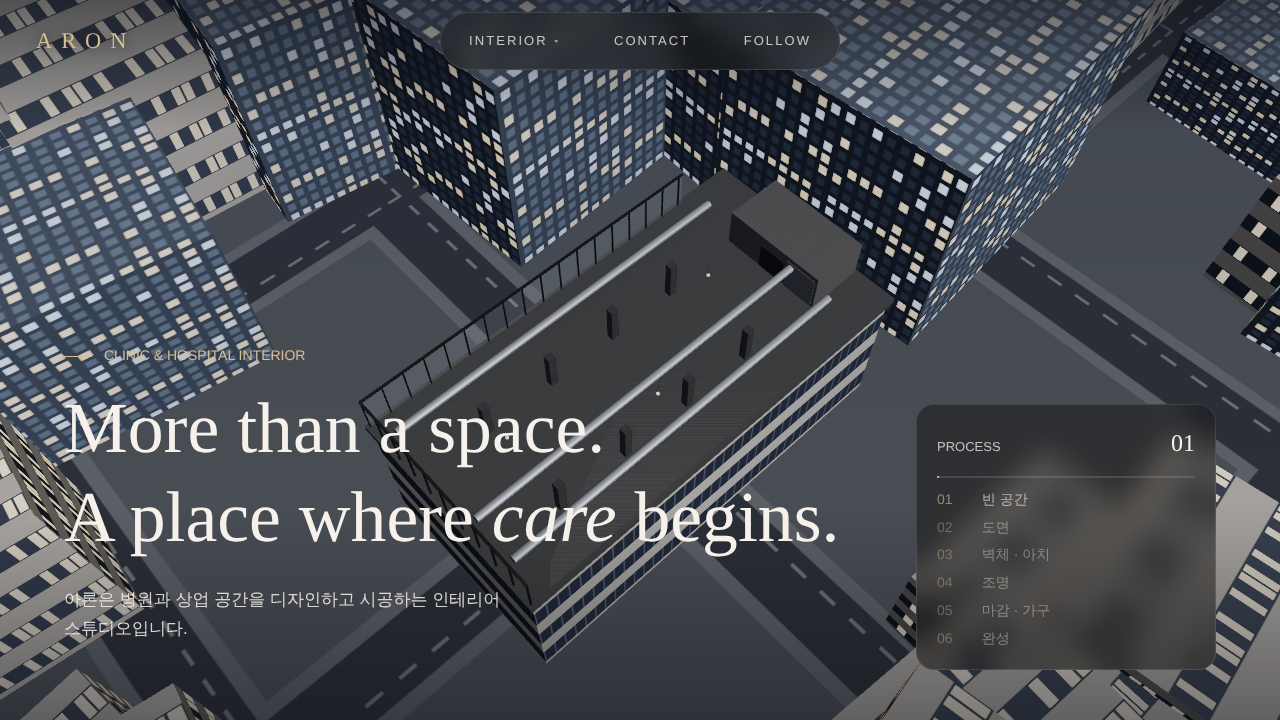 ARON
INTERIOR
CONTACT
FOLLOW
CLINIC & HOSPITAL INTERIOR
More than a space.
A place where care begins.
아론은 병원과 상업 공간을 디자인하고 시공하는 인테리어
스튜디오입니다.
PROCESS 01
01 빈 공간
02 도면
03 벽체 · 아치
04 조명
05 마감 · 가구
06 완성